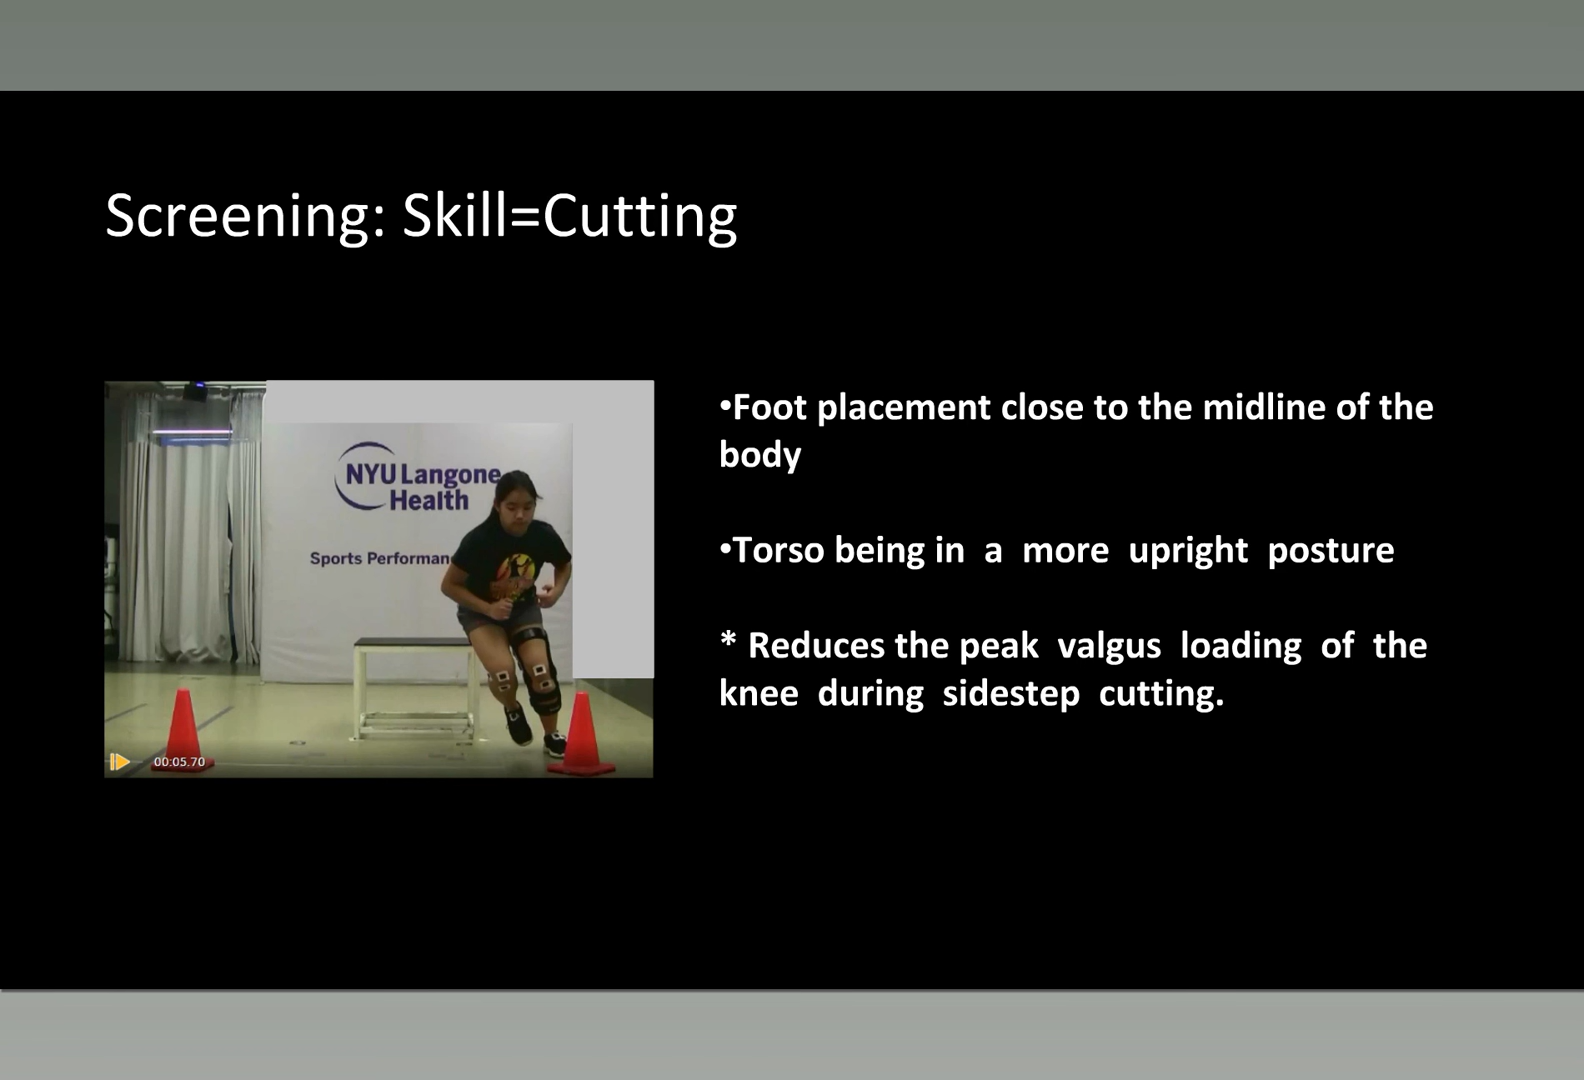 Screening: Skill=Cutting
NYU Langone
Health
Sports Performan
00:05.70
•Foot placement close to the midline of the
body
•Torso being in a more upright posture
* Reduces the peak valgus loading of the
knee during sidestep cutting.